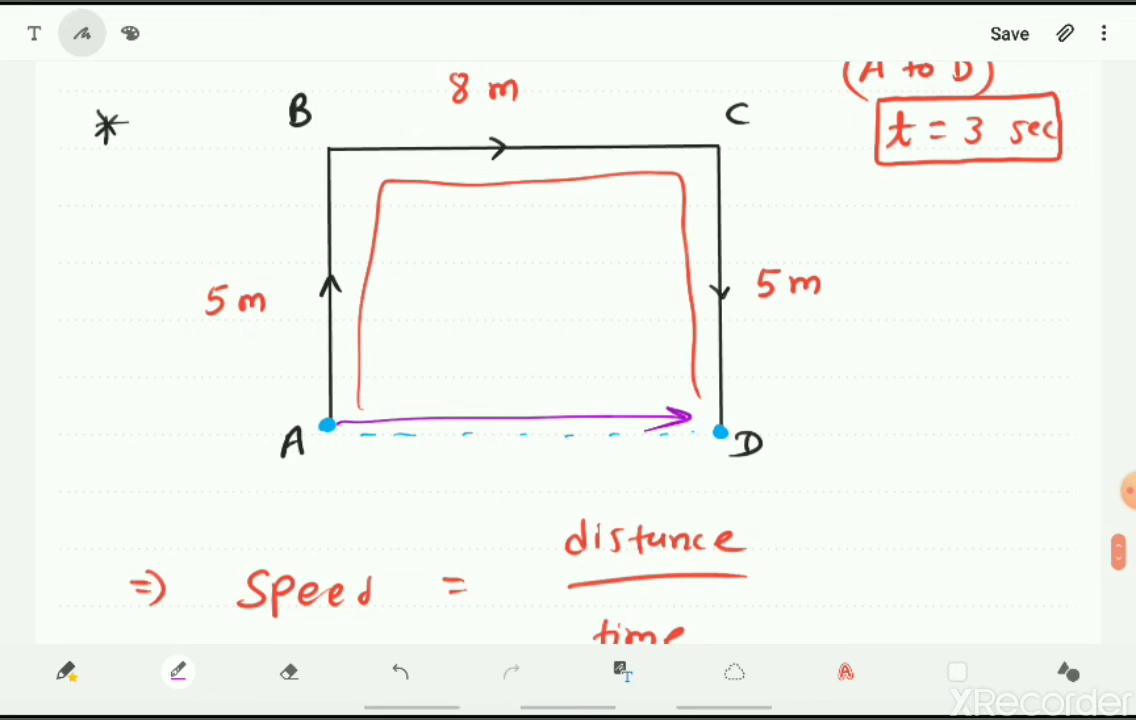 T
Save
(A to D)
t = 3 sec
*
B
8 m
C
5 m
5 m
A
D
=> Speed = distance
time
T
A
XRecorder